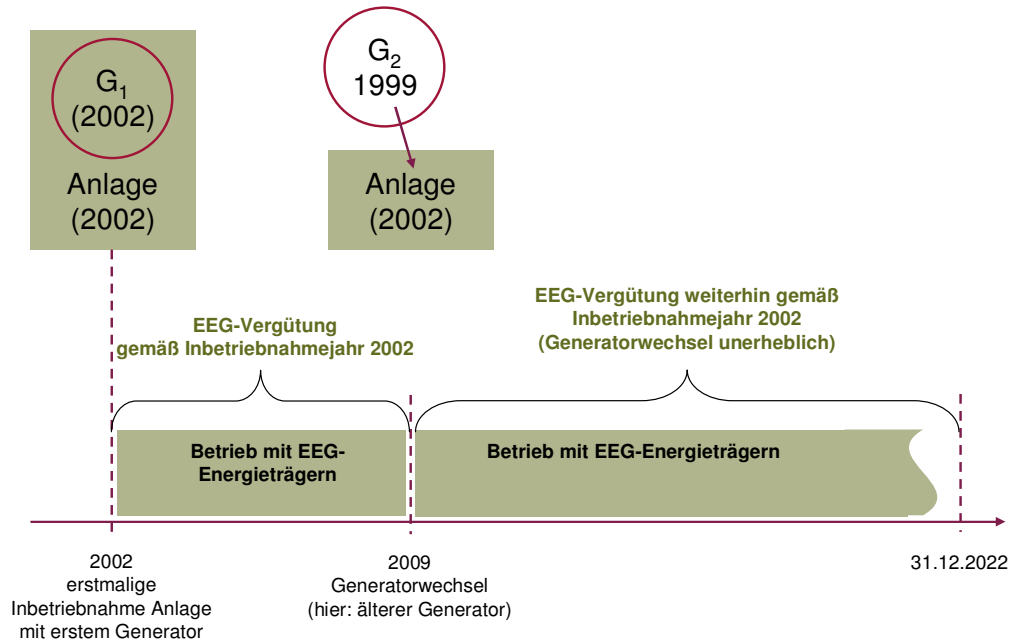 G1
(2002)
Anlage
(2002)
G2
1999
Anlage
(2002)
EEG-Vergütung
gemäß Inbetriebnahmejahr 2002
EEG-Vergütung weiterhin gemäß
Inbetriebnahmejahr 2002
(Generatorwechsel unerheblich)
Betrieb mit EEG-
Energieträgern
Betrieb mit EEG-Energieträgern
2002
erstmalige
Inbetriebnahme Anlage
mit erstem Generator
2009
Generatorwechsel
(hier: älterer Generator)
31.12.2022